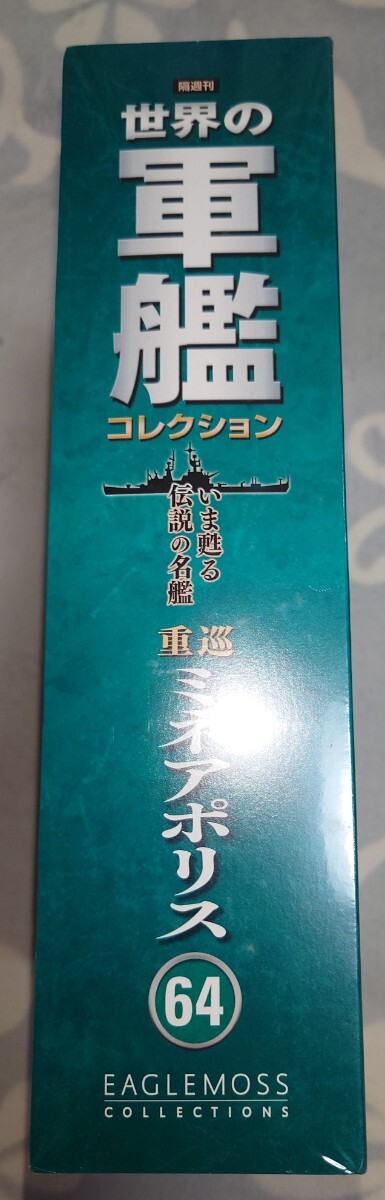 隔週刊
世界の
軍艦
コレクション
いま甦る
伝説の名艦
重巡
ミネアポリス
64
EAGLEMOSS
COLLECTIONS